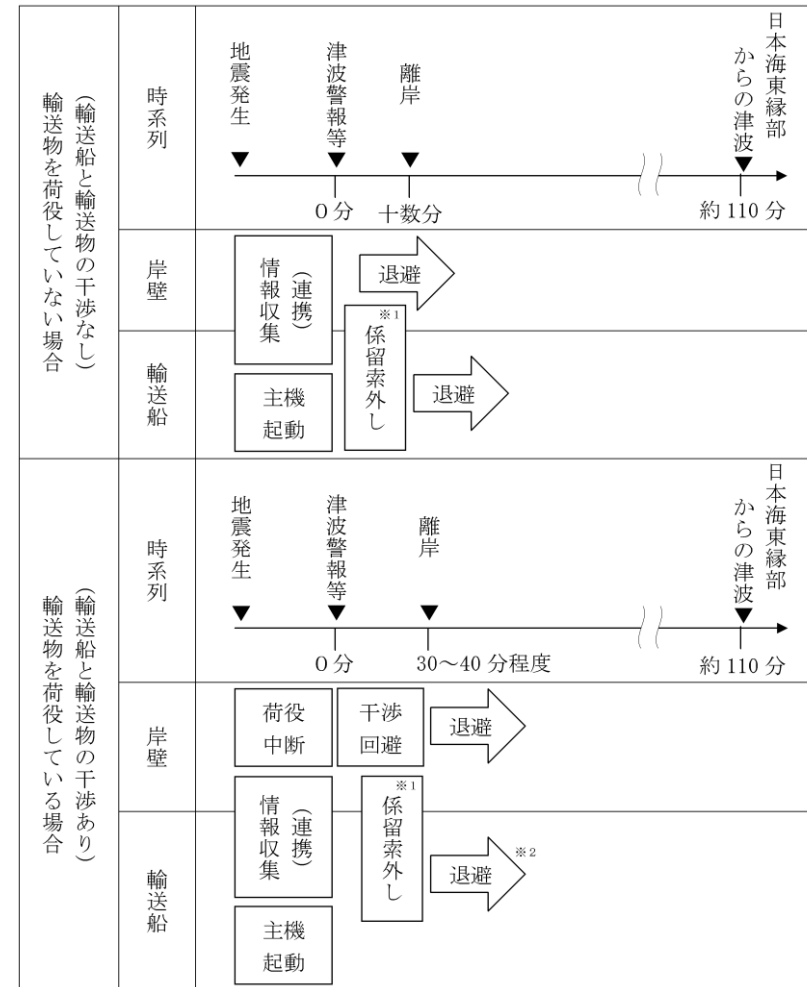 輸送物を荷役していない場合
(輸送船と輸送物の干渉なし)
時系列
地震発生
津波警報等
離岸
日本海東縁部
からの津波
0分
十数分
約110分
岸壁
情報収集
(連携)
退避
※1
係留索外し
輸送船
主機
起動
退避
輸送物を荷役している場合
(輸送船と輸送物の干渉あり)
時系列
地震発生
津波警報等
離岸
日本海東縁部
からの津波
0分
30～40分程度
約110分
岸壁
荷役
中断
干渉
回避
退避
情報収集
(連携)
※1
係留索外し
輸送船
退避
※2
主機
起動